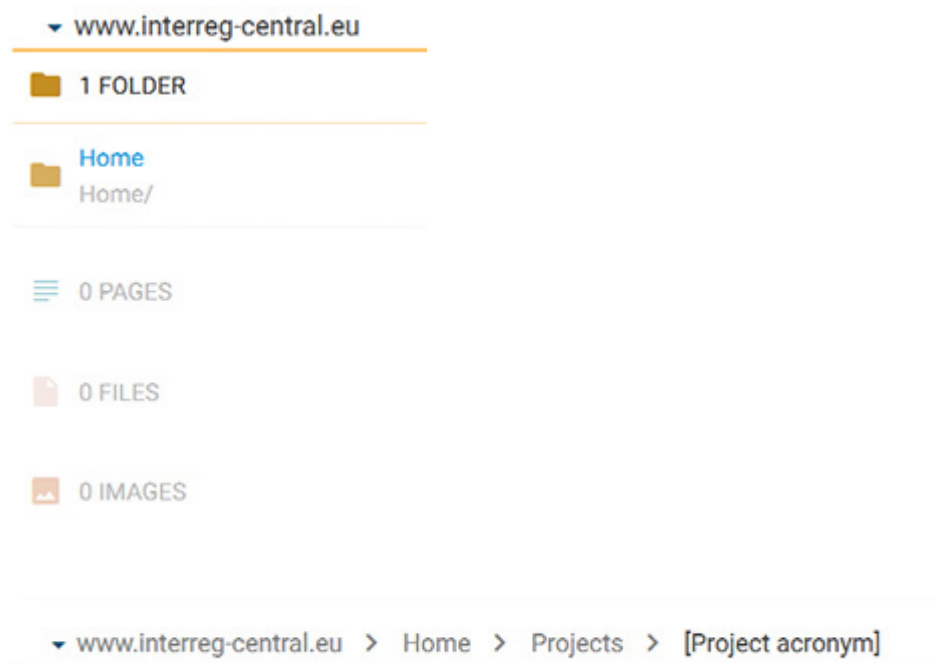 www.interreg-central.eu
1 FOLDER
Home
Home/
0 PAGES
0 FILES
0 IMAGES
www.interreg-central.eu > Home > Projects > [Project acronym]